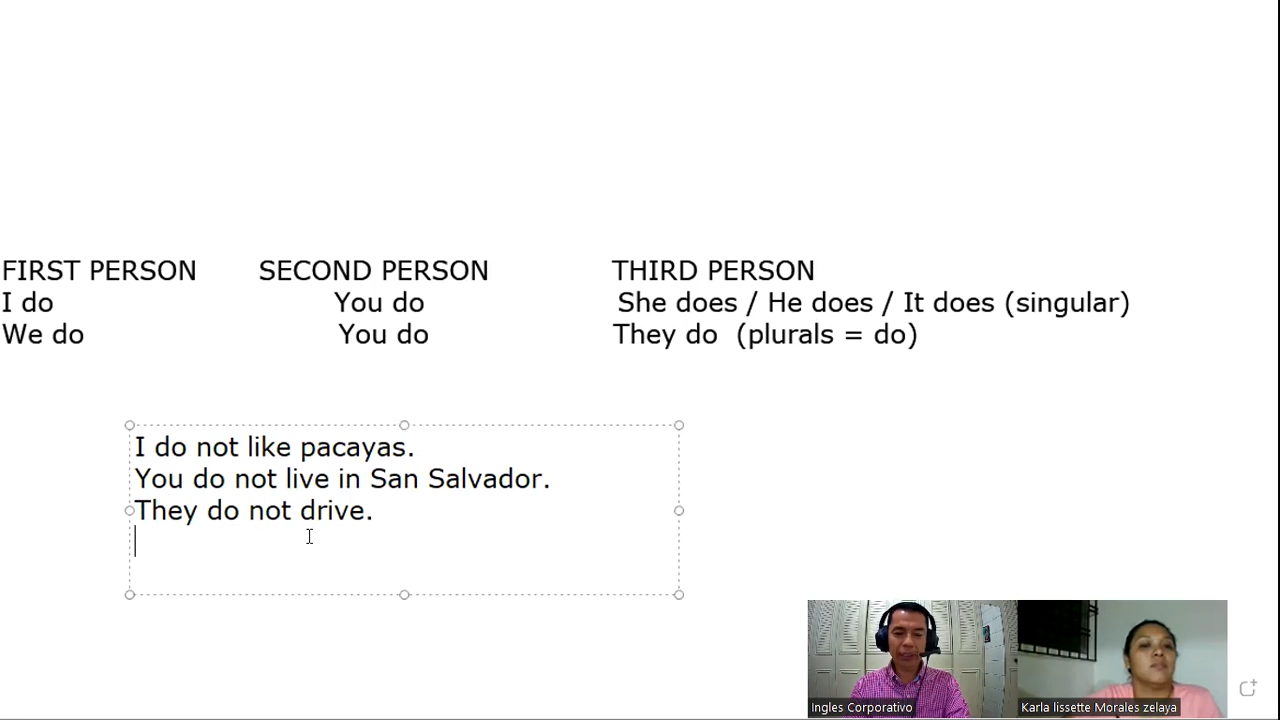 FIRST PERSON SECOND PERSON THIRD PERSON
I do You do She does / He does / It does (singular)
We do You do They do (plurals = do)
I do not like pacayas.
You do not live in San Salvador.
They do not drive.
Ingles Corporativo Karla lissette Morales zelaya